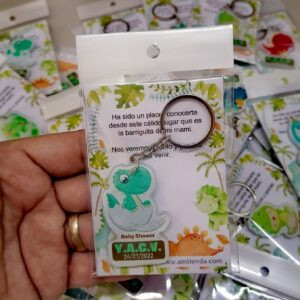 Ha sido un placer conocerte
desde este cálido lugar que es
la barriguita de mi mami.
Nos veremos
venir.
Baby Shower
Y.A.C.V.
24/07/2022
www.amtienda.com